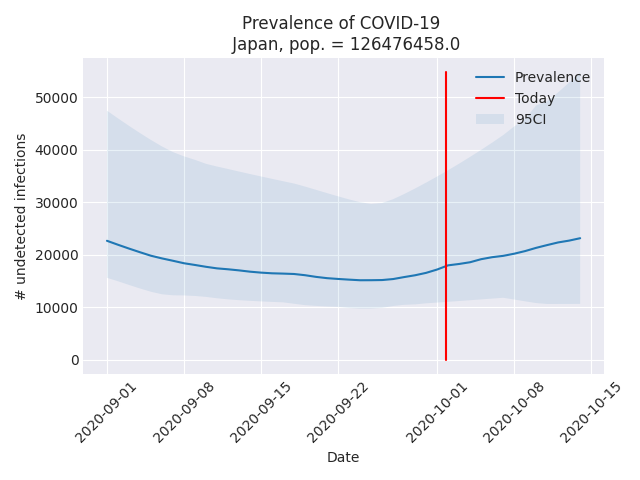 Prevalence of COVID-19
Japan, pop. = 126476458.0
Prevalence
Today
95CI
50000
40000
30000
20000
10000
0
# undetected infections
2020-09-01
2020-09-08
2020-09-15
2020-09-22
2020-10-01
2020-10-08
2020-10-15
Date